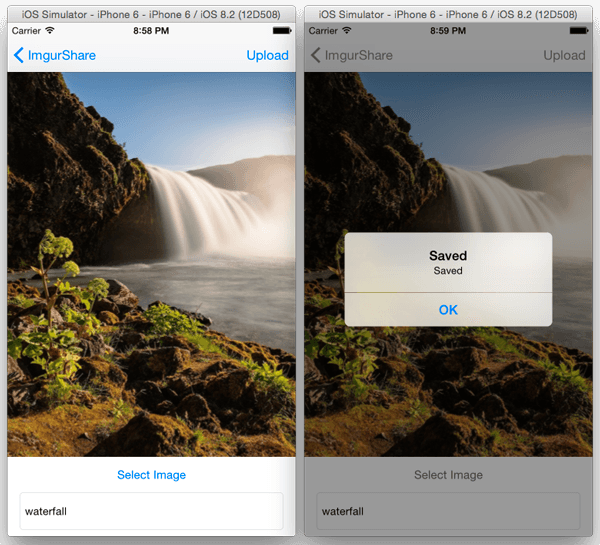 iOS Simulator - iPhone 6 - iPhone 6 / iOS 8.2 (12D508)
Carrier 8:58 PM
ImgurShare Upload
Select Image
waterfall
iOS Simulator - iPhone 6 - iPhone 6 / iOS 8.2 (12D508)
Carrier 8:59 PM
ImgurShare Upload
Saved
Saved
OK
Select Image
waterfall